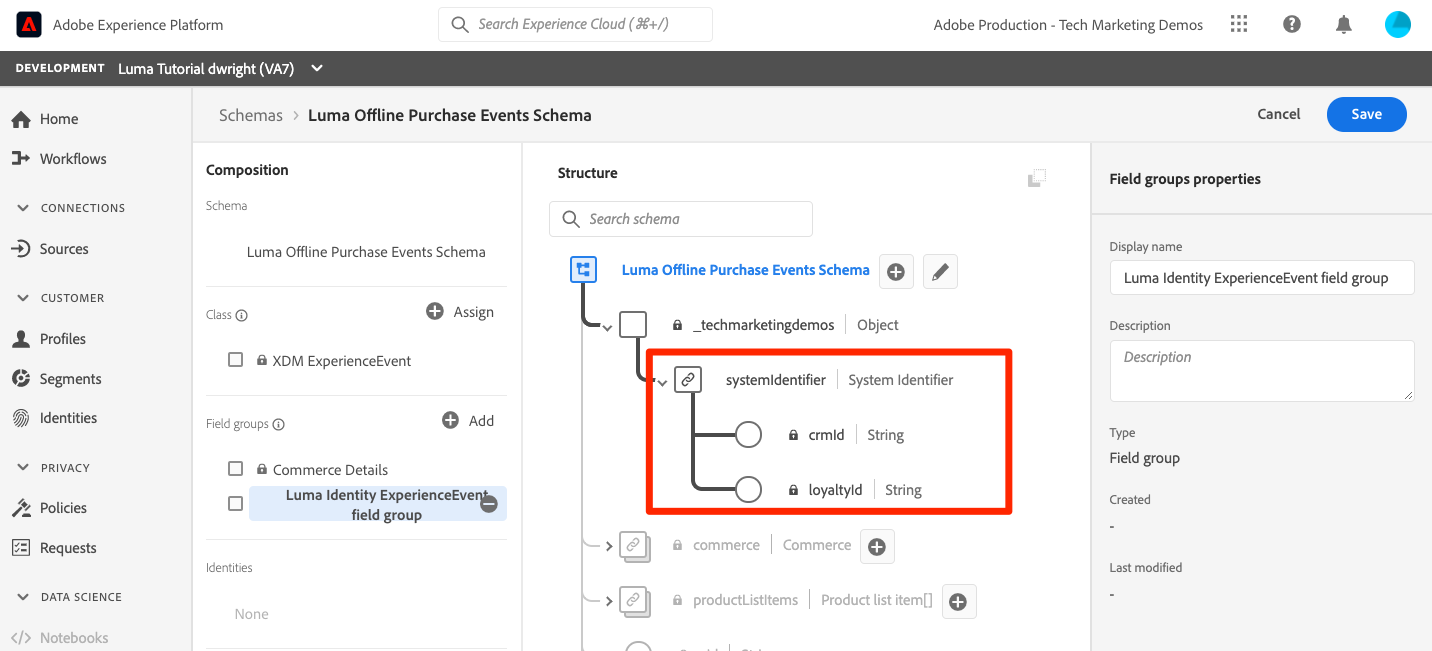 Adobe Experience Platform
Search Experience Cloud (⌘+/)
Adobe Production - Tech Marketing Demos
DEVELOPMENT Luma Tutorial dwright (VA7)
Home
Workflows
CONNECTIONS
Sources
CUSTOMER
Profiles
Segments
Identities
PRIVACY
Policies
Requests
DATA SCIENCE
Notebooks
Schemas > Luma Offline Purchase Events Schema
Cancel
Save
Composition
Schema
Luma Offline Purchase Events Schema
Class
Assign
XDM ExperienceEvent
Field groups
Add
Commerce Details
Luma Identity ExperienceEvent
field group
Identities
None
Structure
Search schema
Luma Offline Purchase Events Schema
_techmarketingdemos Object
systemIdentifier System Identifier
crmId String
loyaltyId String
commerce Commerce
productListItems Product list item[]
Field groups properties
Display name
Luma Identity ExperienceEvent field group
Description
Description
Type
Field group
Created
-
Last modified
-